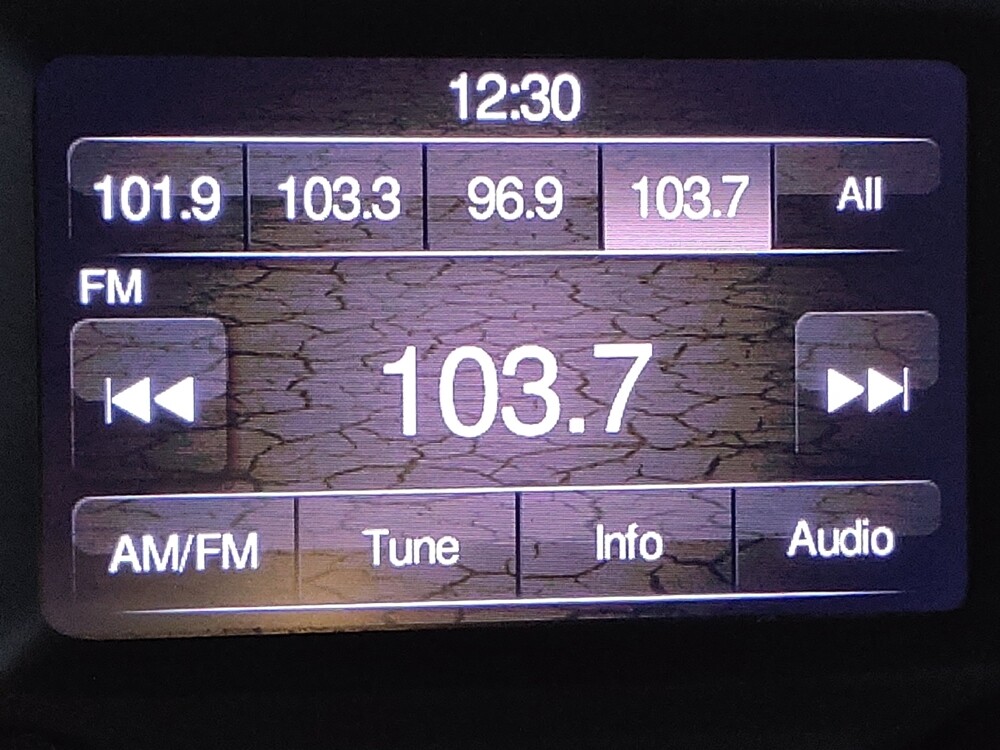 12:30
101.9 103.3 96.9 103.7 All
FM
103.7
AM/FM Tune Info Audio